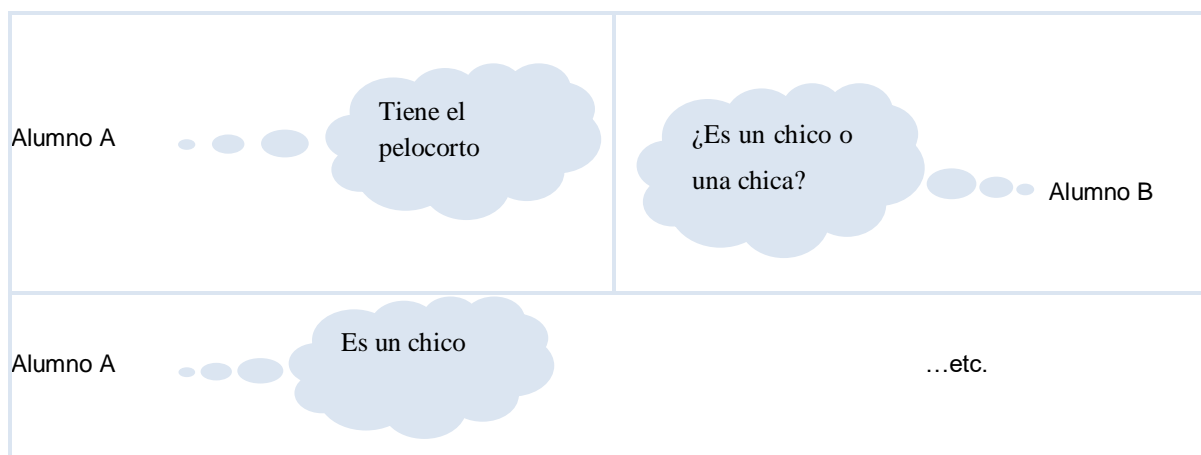 Alumno A
Tiene el
pelocorto
¿Es un chico o
una chica?
Alumno B
Alumno A
Es un chico
…etc.